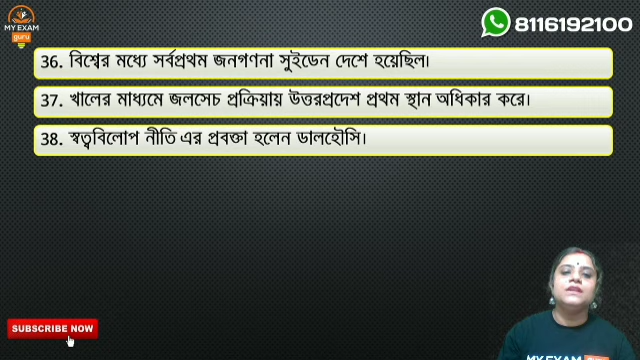 MY EXAM
guru
8116192100
36. বিশ্বের মধ্যে সর্বপ্রথম জনগণনা সুইডেন দেশে হয়েছিল।
37. খালের মাধ্যমে জলসেচ প্রক্রিয়ায় উত্তরপ্রদেশ প্রথম স্থান অধিকার করে।
38. স্বত্ববিলোপ নীতি এর প্রবক্তা হলেন ডালহৌসি।
SUBSCRIBE NOW
MY EXAM